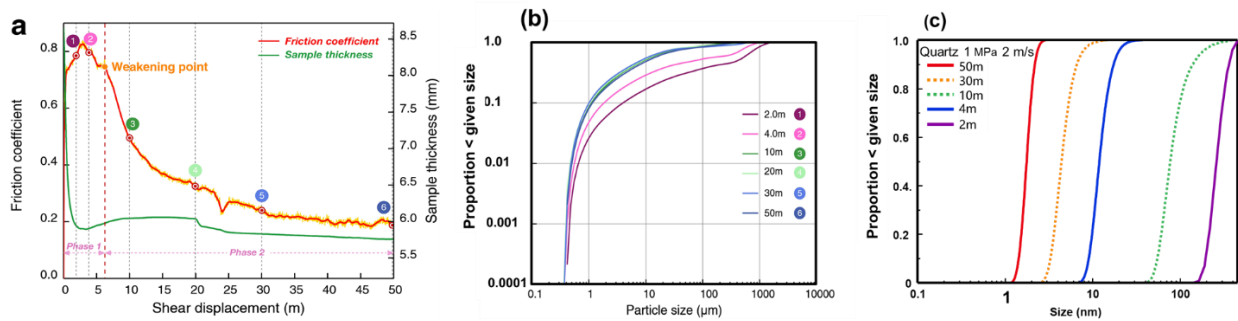 a
0.8
0.6
0.4
0.2
0.0
Friction coefficient
1
2
3
4
5
6
Friction coefficient
Sample thickness
Weakening point
Phase 1
Phase 2
0
5
10
15
20
25
30
35
40
45
50
Shear displacement (m)
8.5
8.0
7.5
7.0
6.5
6.0
5.5
Sample thickness (mm)
(b)
1.0
0.1
0.01
0.001
0.0001
Proportion < given size
2.0m 1
4.0m 2
10m 3
20m 4
30m 5
50m 6
0.1
1
10
100
1000
10000
Particle size (μm)
(c)
1.0
0.8
0.6
0.4
0.2
0
Proportion < given size
Quartz 1 MPa 2 m/s
50m
30m
10m
4m
2m
0.1
1
10
100
Size (nm)